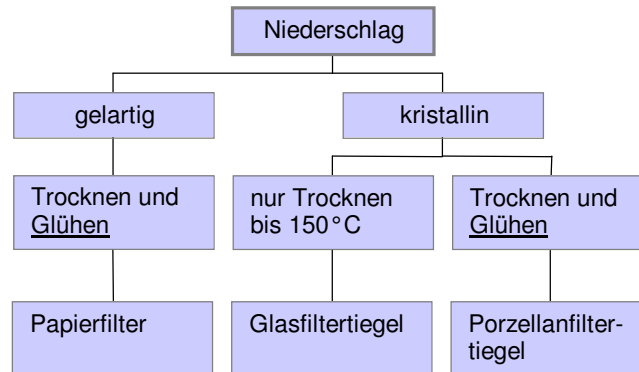 Niederschlag
gelartig
kristallin
Trocknen und
Glühen
nur Trocknen
bis 150°C
Trocknen und
Glühen
Papierfilter
Glasfiltertiegel
Porzellanfilter-
tiegel